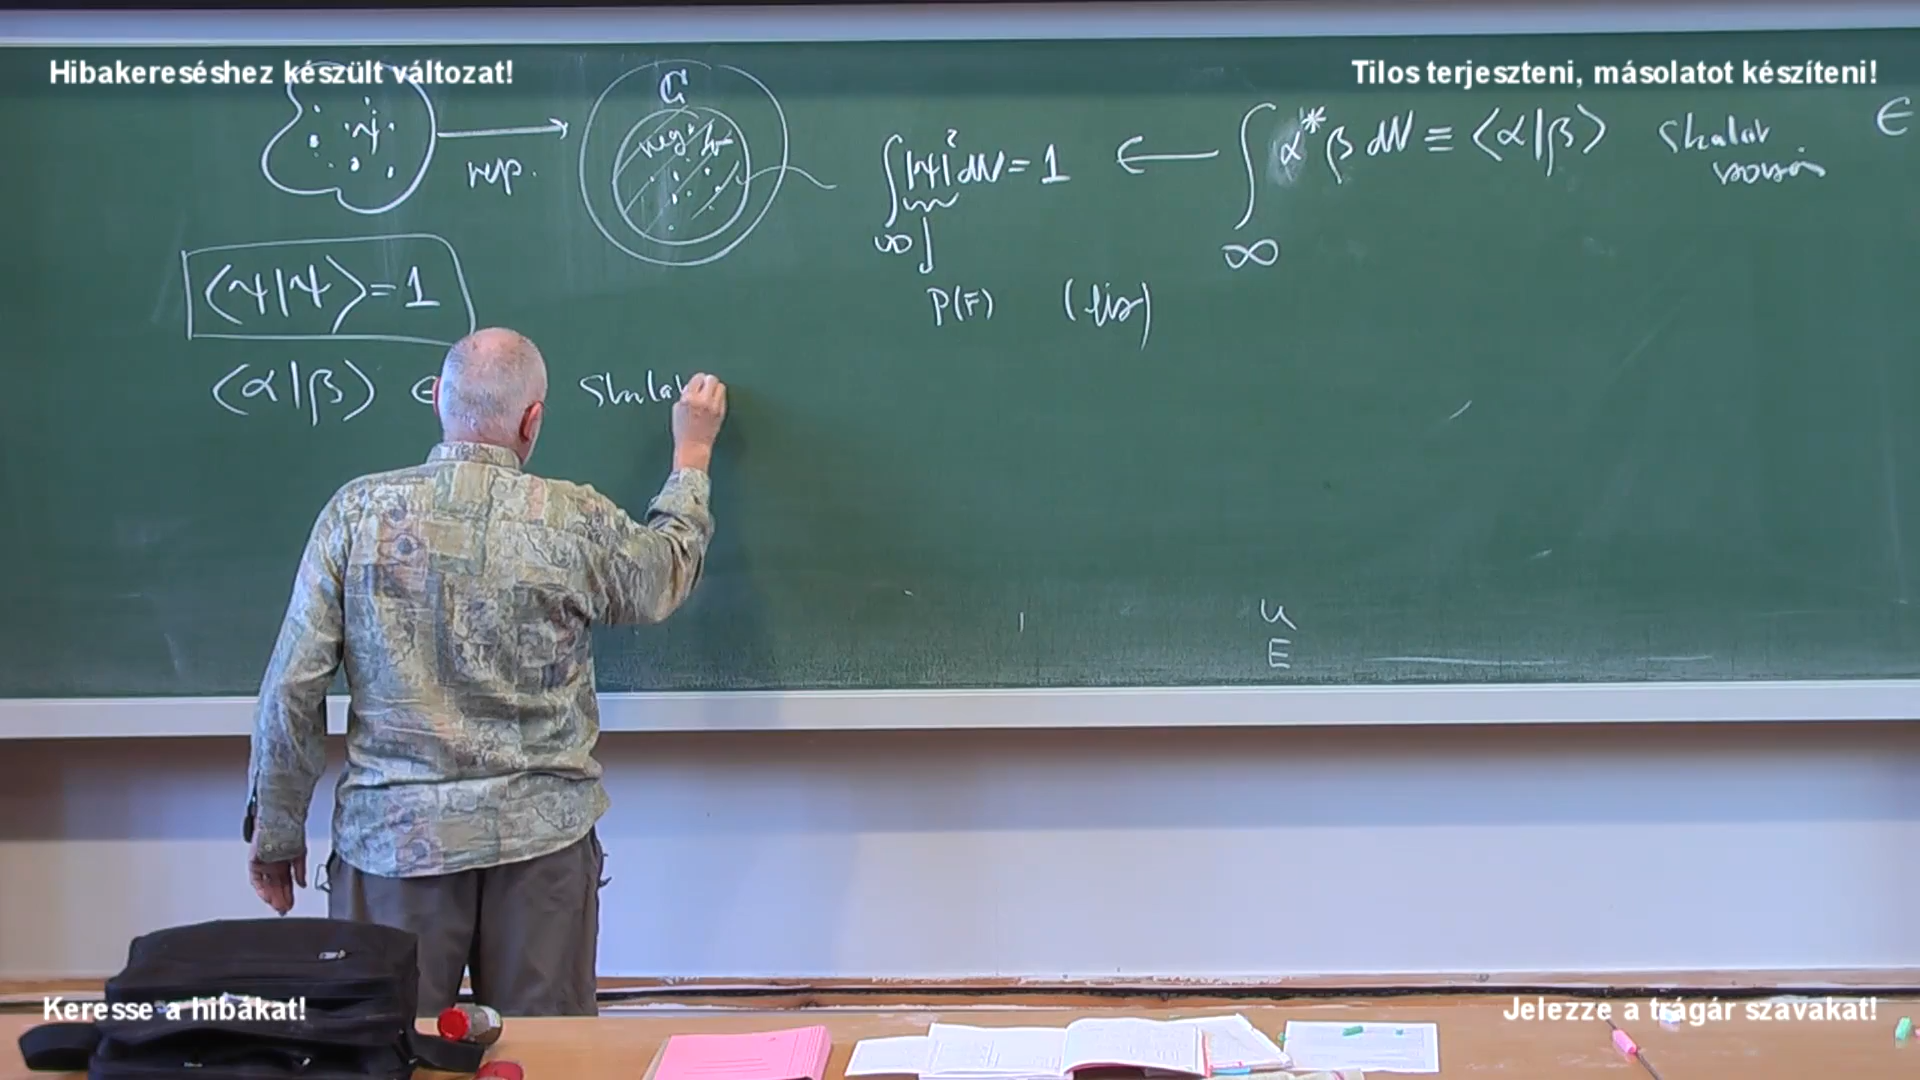 Hibakereséshez készült változat!
Tilos terjeszteni, másolatot készíteni!
ψ
rep.
G
∫|ψ|²dV = 1 ← ∫α*β dV ≡ ⟨α|β⟩ Skalár ∈
∞
∞
P(F)
⟨ψ|ψ⟩ = 1
⟨α|β⟩ ∈ Skalá
u
E
Keresse a hibákat!
Jelezze a trágár szavakat!